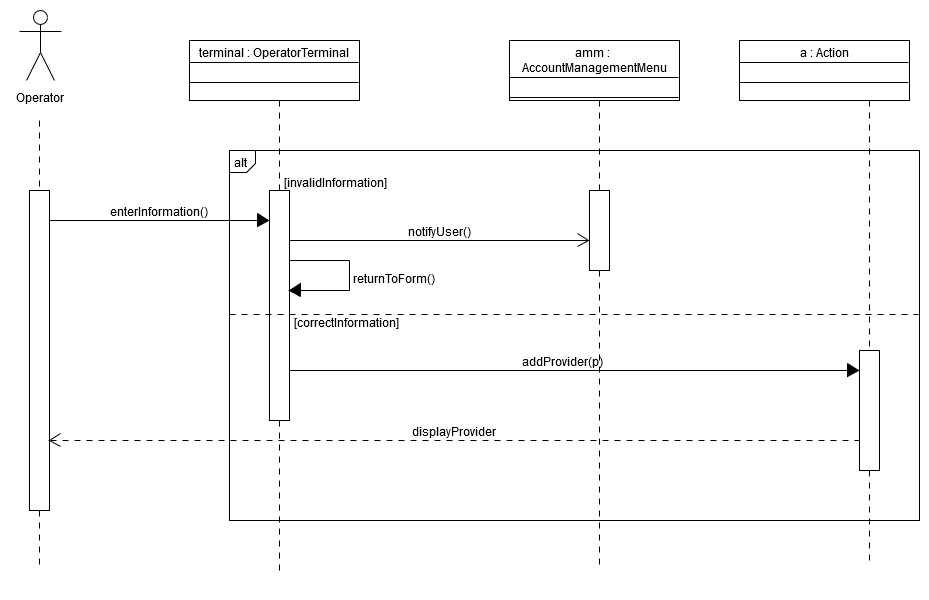 Operator
terminal : OperatorTerminal
amm :
AccountManagementMenu
a : Action
alt
[invalidInformation]
enterInformation()
notifyUser()
returnToForm()
[correctInformation]
addProvider(p)
displayProvider